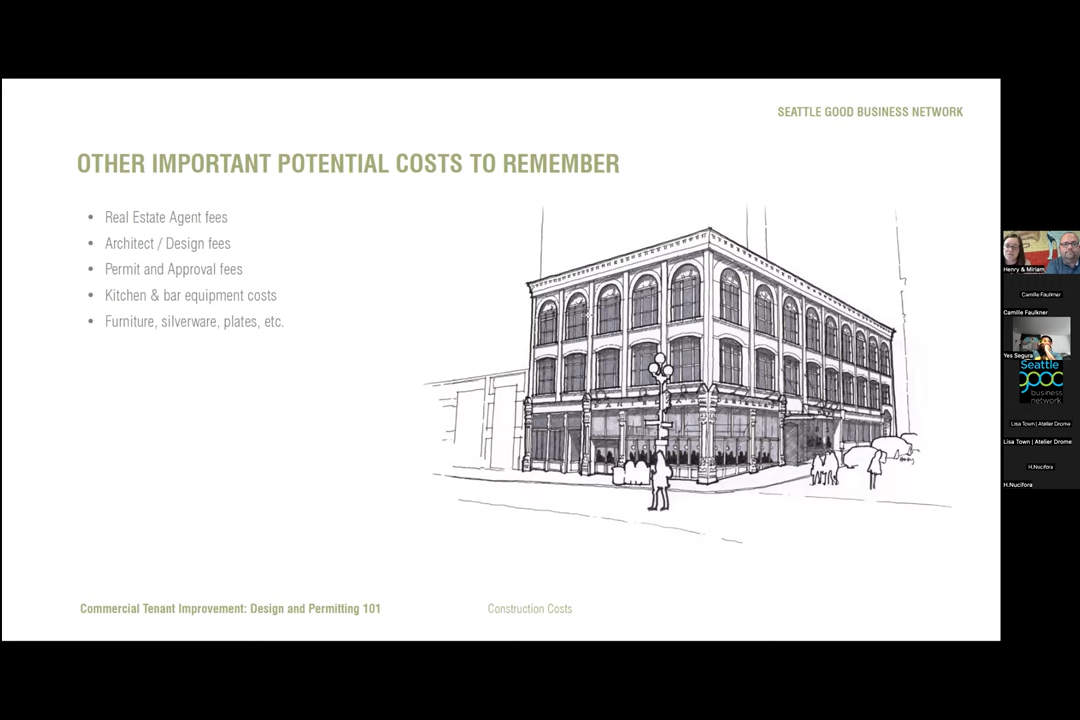 SEATTLE GOOD BUSINESS NETWORK
OTHER IMPORTANT POTENTIAL COSTS TO REMEMBER
• Real Estate Agent fees
• Architect / Design fees
• Permit and Approval fees
• Kitchen & bar equipment costs
• Furniture, silverware, plates, etc.
Commercial Tenant Improvement: Design and Permitting 101
Construction Costs
Henry & Miriam
Camille Faulkner
Camille Faulkner
Yes Segura
Seattle
good
business
network
Lisa Town | Atelier Drome
Lisa Town | Atelier Drome
H.Nucifora
H.Nucifora